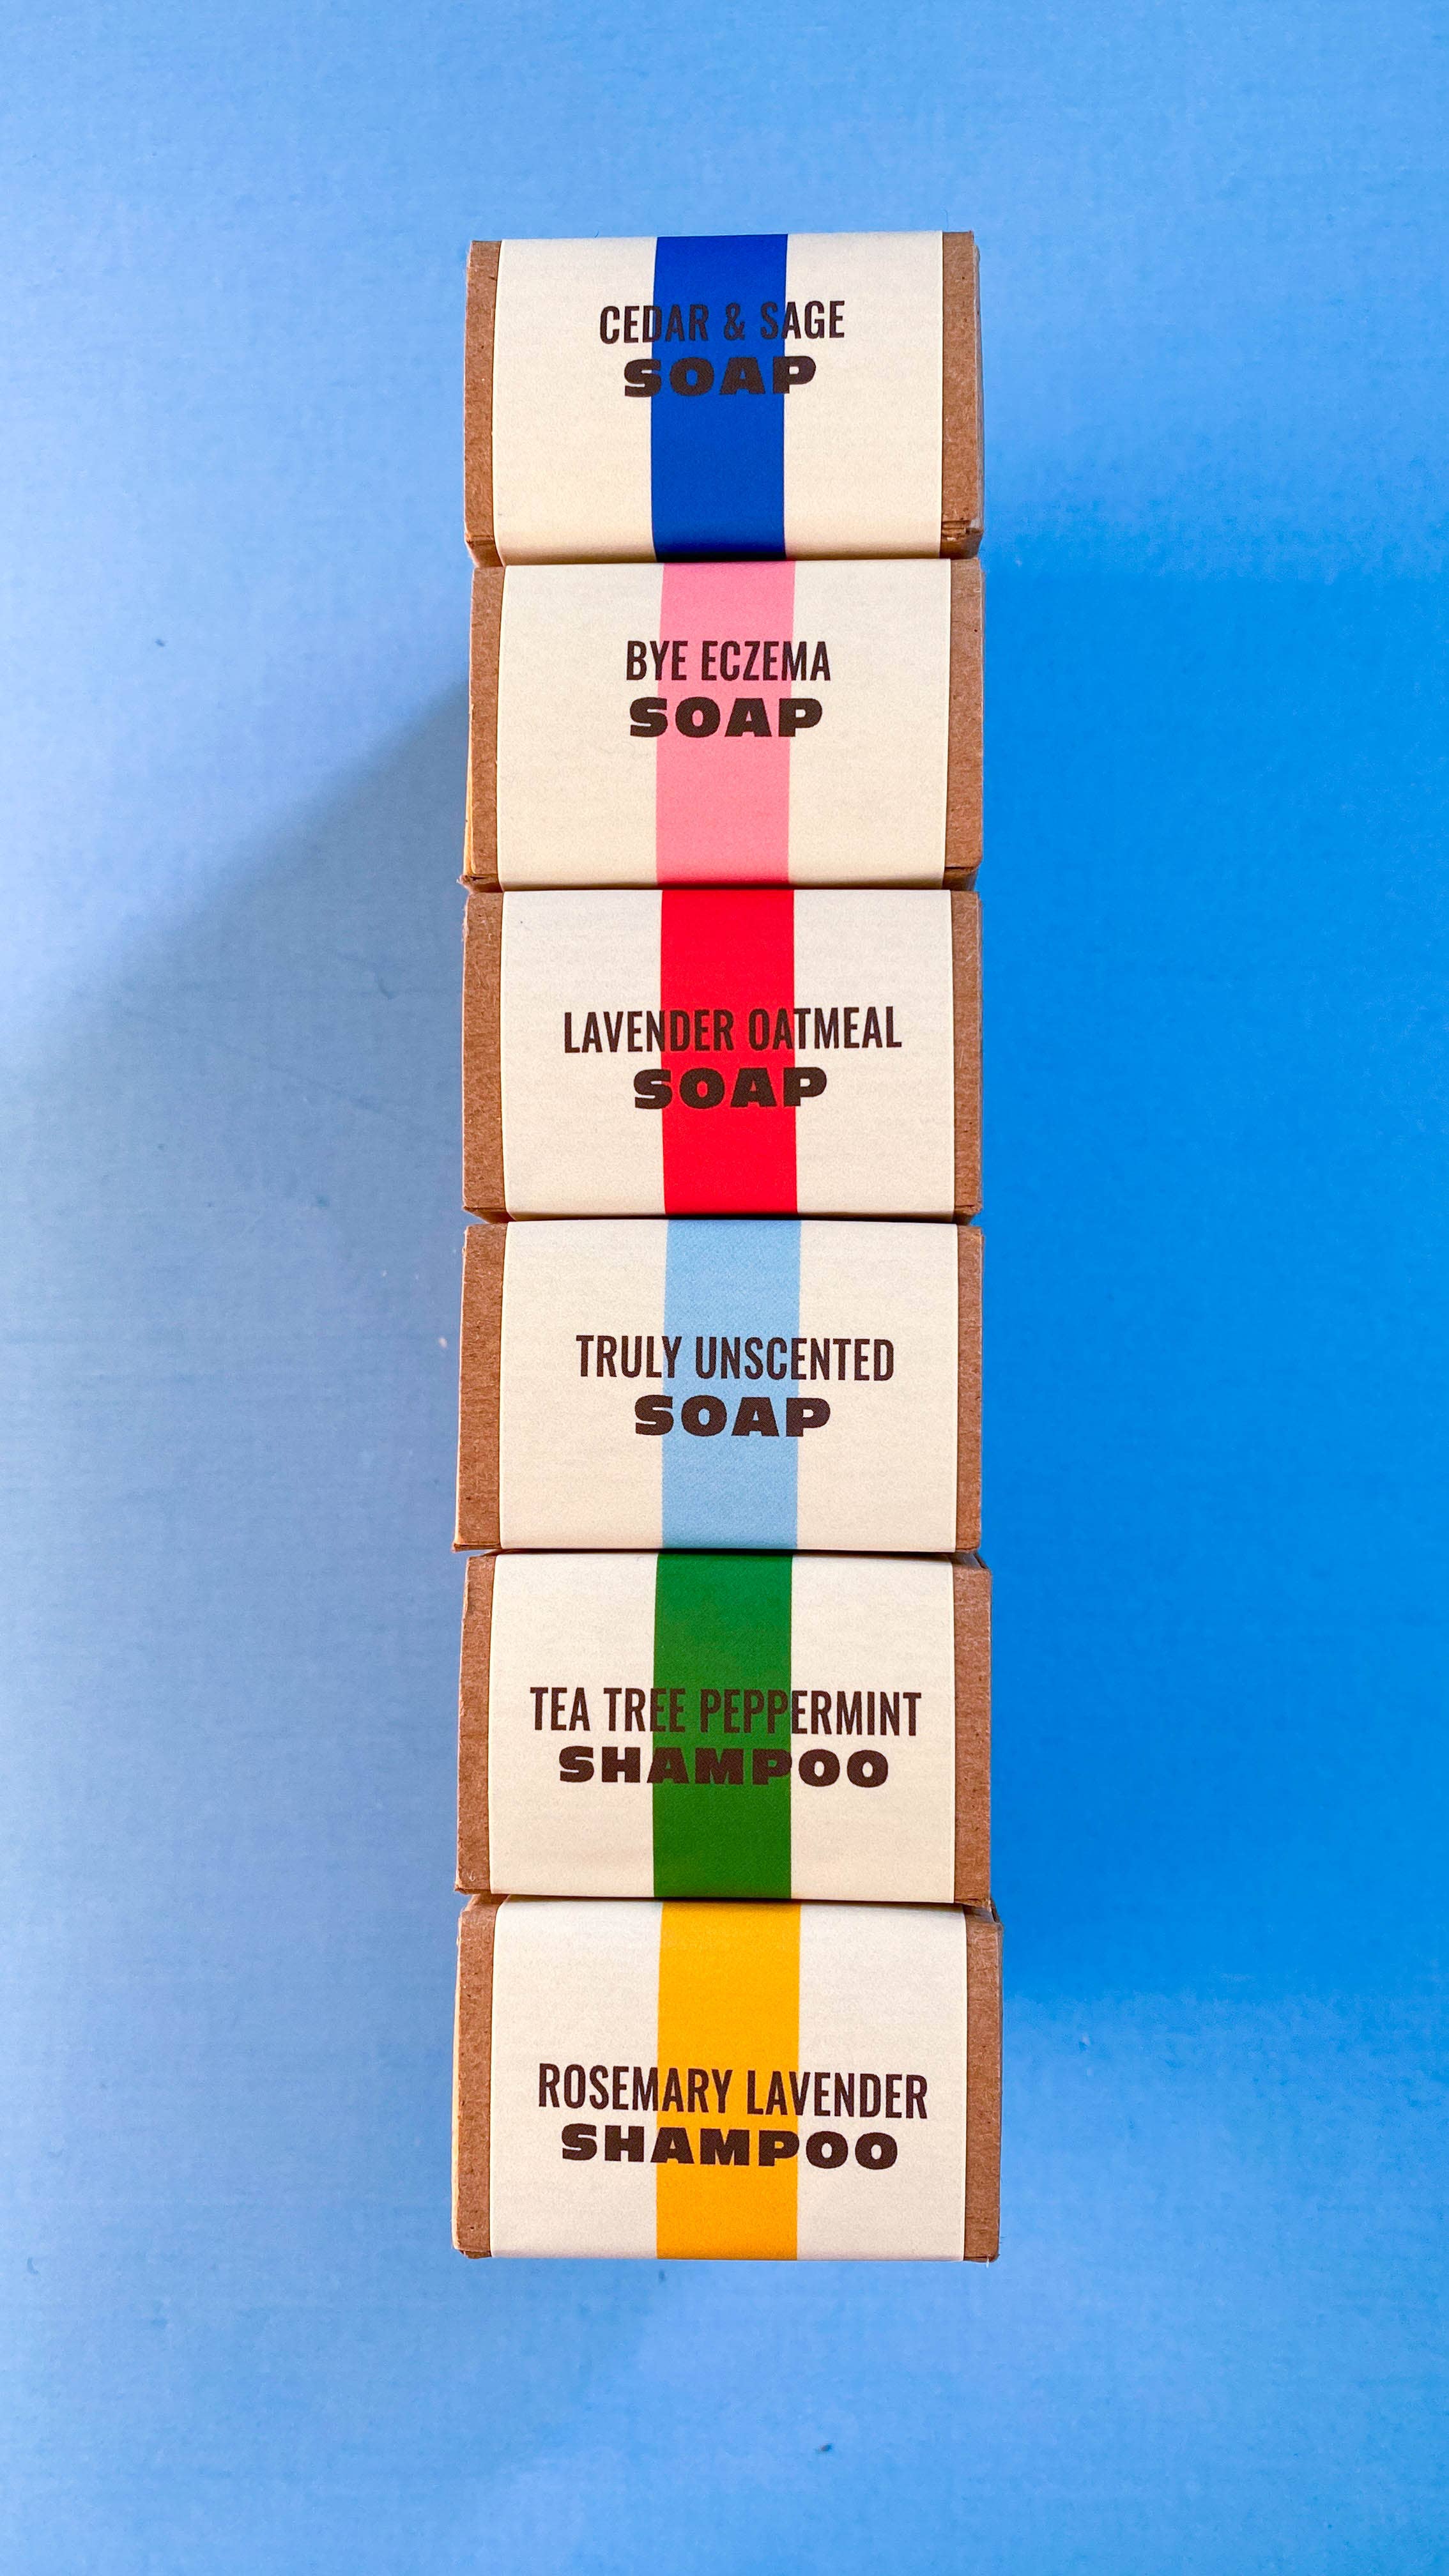 CEDAR & SAGE
SOAP
BYE ECZEMA
SOAP
LAVENDER OATMEAL
SOAP
TRULY UNSCENTED
SOAP
TEA TREE PEPPERMINT
SHAMPOO
ROSEMARY LAVENDER
SHAMPOO